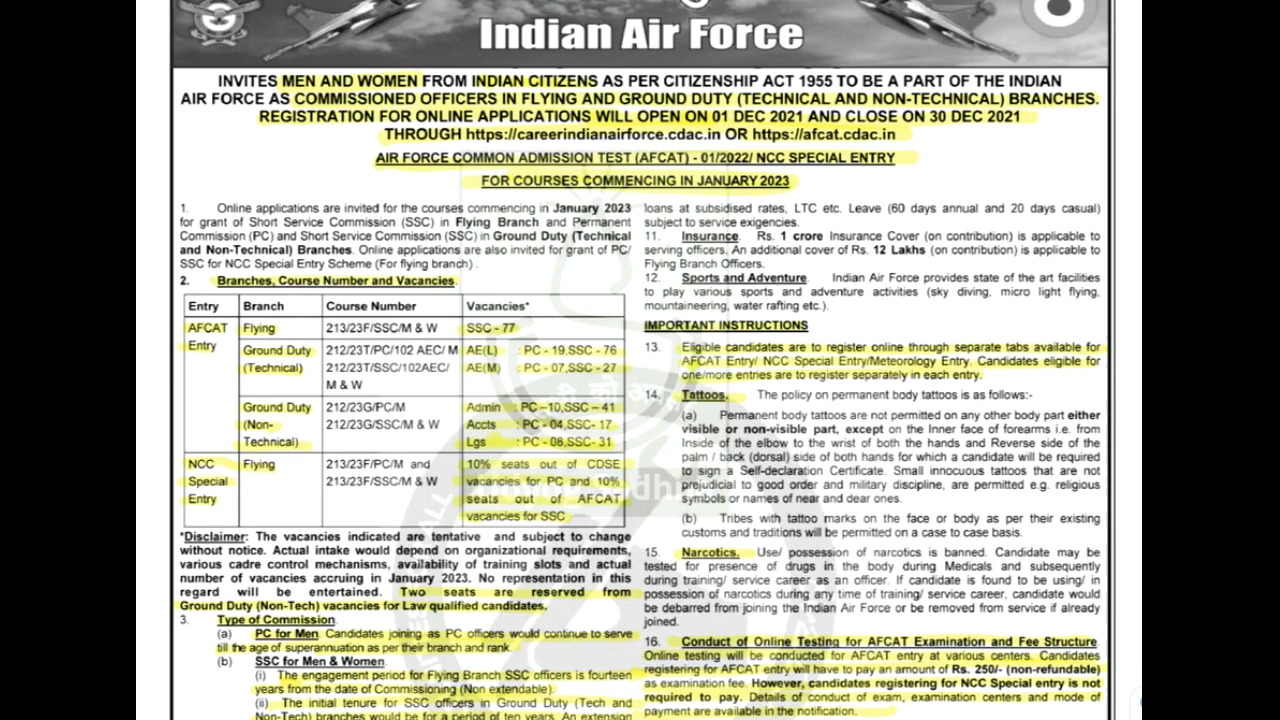 Indian Air Force
INVITES MEN AND WOMEN FROM INDIAN CITIZENS AS PER CITIZENSHIP ACT 1955 TO BE A PART OF THE INDIAN
AIR FORCE AS COMMISSIONED OFFICERS IN FLYING AND GROUND DUTY (TECHNICAL AND NON-TECHNICAL) BRANCHES.
REGISTRATION FOR ONLINE APPLICATIONS WILL OPEN ON 01 DEC 2021 AND CLOSE ON 30 DEC 2021
THROUGH https://careerindianairforce.cdac.in OR https://afcat.cdac.in
AIR FORCE COMMON ADMISSION TEST (AFCAT) - 01/2022/ NCC SPECIAL ENTRY
FOR COURSES COMMENCING IN JANUARY 2023
1. Online applications are invited for the courses commencing in January 2023
for grant of Short Service Commission (SSC) in Flying Branch and Permanent
Commission (PC) and Short Service Commission (SSC) in Ground Duty (Technical
and Non-Technical) Branches. Online applications are also invited for grant of PC/
SSC for NCC Special Entry Scheme (For flying branch) .
2. Branches, Course Number and Vacancies.
Entry Branch Course Number Vacancies*
AFCAT Flying 213/23F/SSC/M & W SSC - 77
Entry Ground Duty 212/23T/PC/102 AEC/ M AE(L) : PC - 19,SSC - 76
(Technical) 212/23T/SSC/102AEC/ AE(M) : PC - 07,SSC - 27
M & W
Ground Duty 212/23G/PC/M Admin : PC–10,SSC – 41
(Non- 212/23G/SSC/M & W Accts : PC - 04,SSC- 17
Technical) Lgs : PC - 08,SSC- 31
NCC Flying 213/23F/PC/M and 10% seats out of CDSE
Special 213/23F/SSC/M & W vacancies for PC and 10%
Entry seats out of AFCAT
vacancies for SSC
*Disclaimer: The vacancies indicated are tentative and subject to change
without notice. Actual intake would depend on organizational requirements,
various cadre control mechanisms, availability of training slots and actual
number of vacancies accruing in January 2023. No representation in this
regard will be entertained. Two seats are reserved from
Ground Duty (Non-Tech) vacancies for Law qualified candidates.
3. Type of Commission.
(a) PC for Men. Candidates joining as PC officers would continue to serve
till the age of superannuation as per their branch and rank.
(b) SSC for Men & Women.
(i) The engagement period for Flying Branch SSC officers is fourteen
years from the date of Commissioning (Non extendable).
(ii) The initial tenure for SSC officers in Ground Duty (Tech and
Non-Tech) branches would be for a period of ten years. An extension
loans at subsidised rates, LTC etc. Leave (60 days annual and 20 days casual)
subject to service exigencies.
11. Insurance. Rs. 1 crore Insurance Cover (on contribution) is applicable to
serving officers. An additional cover of Rs. 12 Lakhs (on contribution) is applicable to
Flying Branch Officers.
12. Sports and Adventure. Indian Air Force provides state of the art facilities
to play various sports and adventure activities (sky diving, micro light flying,
mountaineering, water rafting etc.).
IMPORTANT INSTRUCTIONS
13. Eligible candidates are to register online through separate tabs available for
AFCAT Entry/ NCC Special Entry/Meteorology Entry. Candidates eligible for
one/more entries are to register separately in each entry.
14. Tattoos. The policy on permanent body tattoos is as follows:-
(a) Permanent body tattoos are not permitted on any other body part either
visible or non-visible part, except on the Inner face of forearms i.e. from
Inside of the elbow to the wrist of both the hands and Reverse side of the
palm / back (dorsal) side of both hands for which a candidate will be required
to sign a Self-declaration Certificate. Small innocuous tattoos that are not
prejudicial to good order and military discipline, are permitted e.g. religious
symbols or names of near and dear ones.
(b) Tribes with tattoo marks on the face or body as per their existing
customs and traditions will be permitted on a case to case basis.
15. Narcotics. Use/ possession of narcotics is banned. Candidate may be
tested for presence of drugs in the body during Medicals and subsequently
during training/ service career as an officer. If candidate is found to be using/ in
possession of narcotics during any time of training/ service career, candidate would
be debarred from joining the Indian Air Force or be removed from service if already
joined.
16. Conduct of Online Testing for AFCAT Examination and Fee Structure.
Online testing will be conducted for AFCAT entry at various centers. Candidates
registering for AFCAT entry will have to pay an amount of Rs. 250/- (non-refundable)
as examination fee. However, candidates registering for NCC Special entry is not
required to pay. Details of conduct of exam, examination centers and mode of
payment are available in the notification.